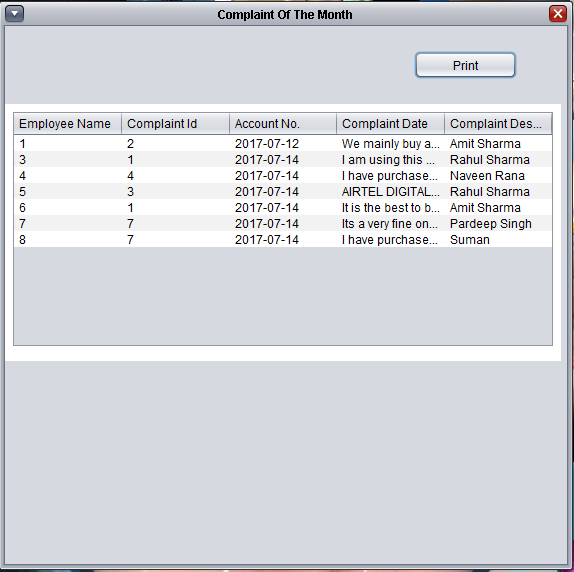 Complaint Of The Month
Print
Employee Name Complaint Id Account No. Complaint Date Complaint Des...
1 2 2017-07-12 We mainly buy a... Amit Sharma
3 1 2017-07-14 I am using this ... Rahul Sharma
4 4 2017-07-14 I have purchase... Naveen Rana
5 3 2017-07-14 AIRTEL DIGITAL... Rahul Sharma
6 1 2017-07-14 It is the best to b... Amit Sharma
7 7 2017-07-14 Its a very fine on... Pardeep Singh
8 7 2017-07-14 I have purchase... Suman